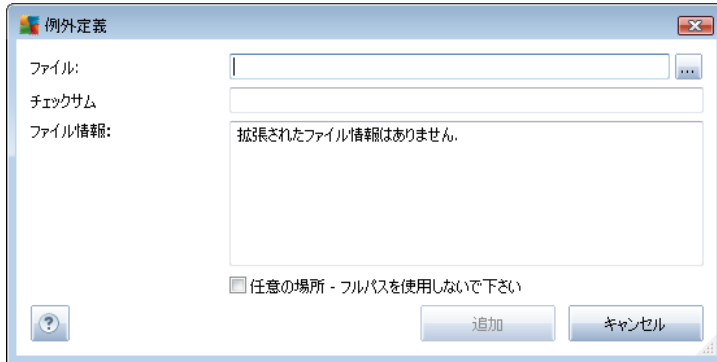 例外定義
ファイル:
...
チェックサム
ファイル情報:
拡張されたファイル情報はありません.
任意の場所 - フルパスを使用しないで下さい
?
追加
キャンセル